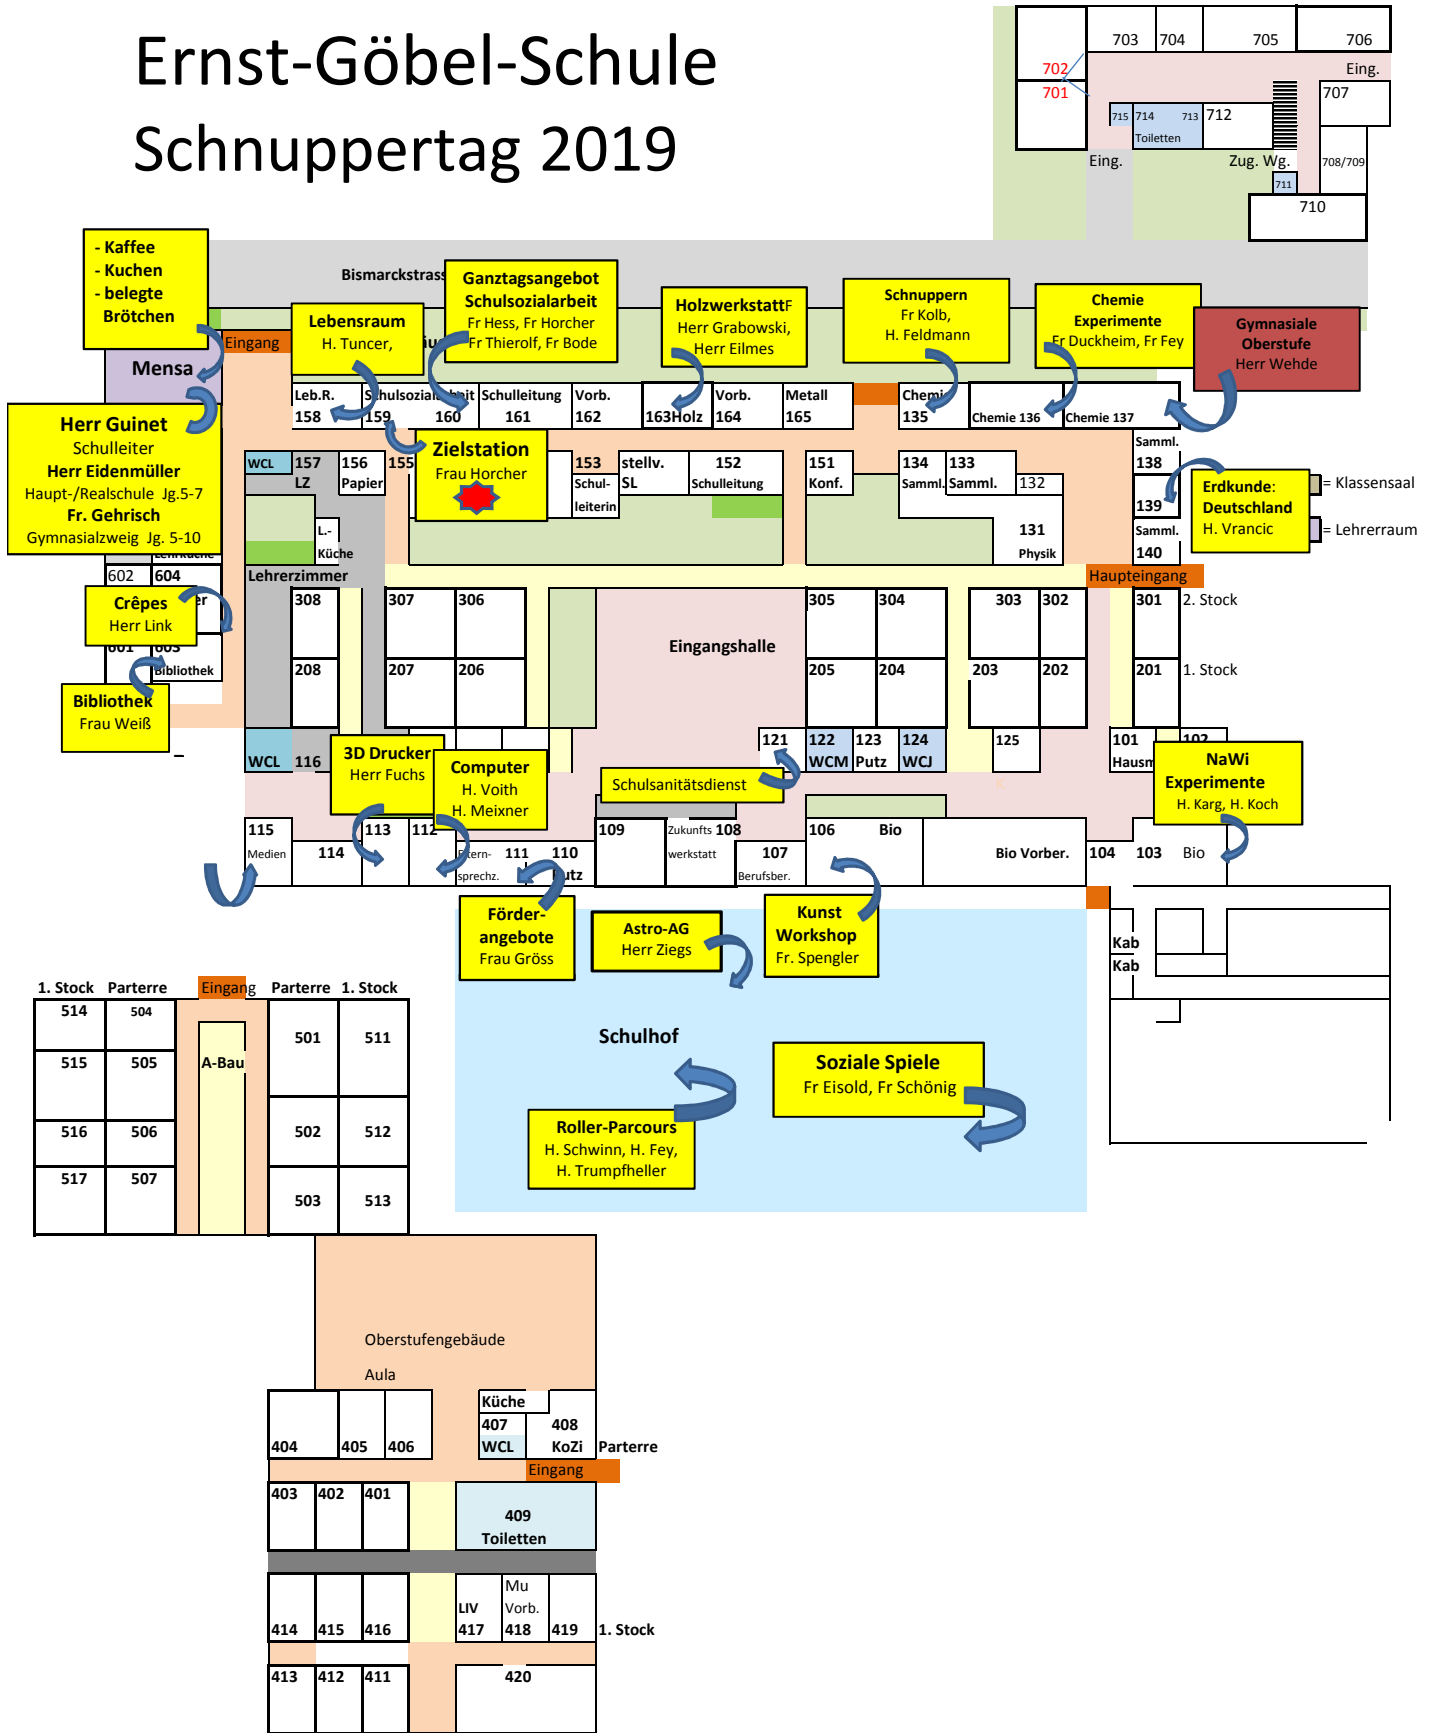 Ernst-Göbel-Schule
Schnuppertag 2019
703 704 705 706
702
701
Eing.
707
715 714 713 712
Toiletten
Eing.
Zug. Wg.
708/709
711
710
- Kaffee
- Kuchen
- belegte
Brötchen
Bismarckstrass
Ganztagsangebot
Schulsozialarbeit
Fr Hess, Fr Horcher
Fr Thierolf, Fr Bode
Lebensraum
H. Tuncer,
HolzwerkstattF
Herr Grabowski,
Herr Eilmes
Schnuppern
Fr Kolb,
H. Feldmann
Chemie
Experimente
Fr Duckheim, Fr Fey
Gymnasiale
Oberstufe
Herr Wehde
Eingang
Mensa
Herr Guinet
Schulleiter
Herr Eidenmüller
Haupt-/Realschule Jg.5-7
Fr. Gehrisch
Gymnasialzweig Jg. 5-10
Leb.R.
158
159 160
Schulleitung
161
Vorb.
162
163Holz
Vorb.
164
Metall
165
135
Chemie 136
Chemie 137
Zielstation
Frau Horcher
WCL
157
LZ
156
Papier
155
153
Schul-
leiterin
stellv.
SL
152
Schulleitung
151
Konf.
134
Samml.
133
Samml.
132
131
Physik
Samml.
138
139
Samml.
140
Erdkunde:
Deutschland
H. Vrancic
= Klassensaal
= Lehrerraum
L.-
Küche
Lehrerzimmer
Haupteingang
602 604
Crêpes
Herr Link
Bibliothek
Bibliothek
Frau Weiß
308 307 306 305 304 303 302 301 2. Stock
Eingangshalle
208 207 206 205 204 203 202 201 1. Stock
WCL 116
3D Drucker
Herr Fuchs
Computer
H. Voith
H. Meixner
Schulsanitätsdienst
121
122
WCM
123
Putz
124
WCJ
125
101
102
NaWi
Experimente
H. Karg, H. Koch
115
Medien
114
113 112
111
sprechz.
110
109
Zukunfts 108
werkstatt
107
Berufsber.
106 Bio
Bio Vorber.
104 103 Bio
Förder-
angebote
Frau Gröss
Astro-AG
Herr Ziegs
Kunst
Workshop
Fr. Spengler
Kab
Kab
Schulhof
Soziale Spiele
Fr Eisold, Fr Schönig
Roller-Parcours
H. Schwinn, H. Fey,
H. Trumpfheller
1. Stock Parterre Eingang Parterre 1. Stock
514 504
501 511
515 505 A-Bau
516 506
502 512
517 507
503 513
Oberstufengebäude
Aula
Küche
407
WCL
408
KoZi
Parterre
404 405 406
Eingang
403 402 401
409
Toiletten
414 415 416
LIV
417
Mu
Vorb.
418
419
1. Stock
413 412 411 420